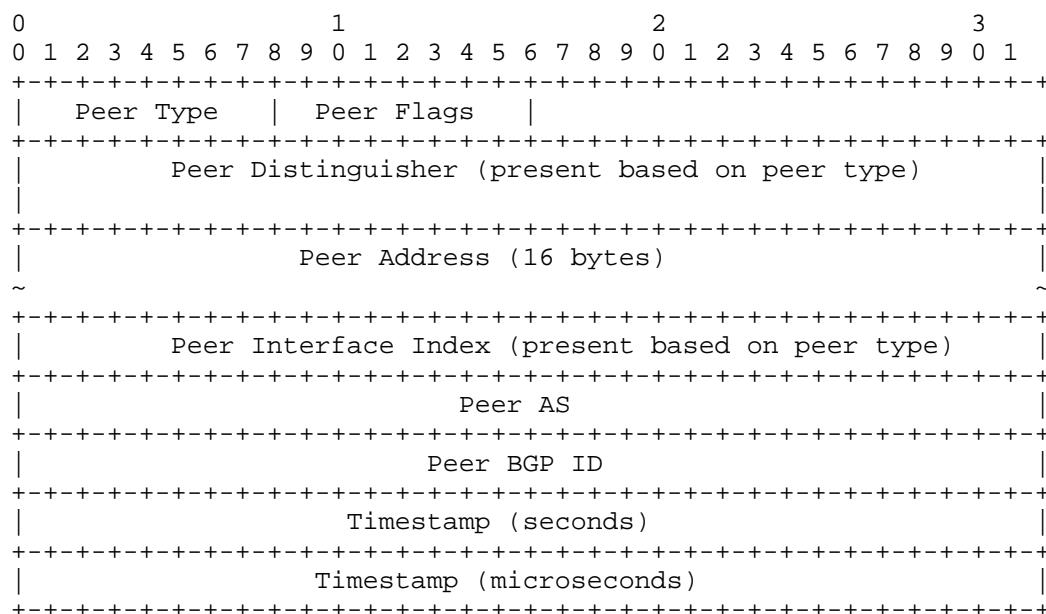 0                   1                   2                   3
0 1 2 3 4 5 6 7 8 9 0 1 2 3 4 5 6 7 8 9 0 1 2 3 4 5 6 7 8 9 0 1
+-+-+-+-+-+-+-+-+-+-+-+-+-+-+-+-+-+-+-+-+-+-+-+-+-+-+-+-+-+-+-+-+
|   Peer Type   |  Peer Flags   |
+-+-+-+-+-+-+-+-+-+-+-+-+-+-+-+-+-+-+-+-+-+-+-+-+-+-+-+-+-+-+-+-+
|         Peer Distinguisher (present based on peer type)       |
|                                                               |
+-+-+-+-+-+-+-+-+-+-+-+-+-+-+-+-+-+-+-+-+-+-+-+-+-+-+-+-+-+-+-+-+
|                 Peer Address (16 bytes)                       |
~                                                               ~
+-+-+-+-+-+-+-+-+-+-+-+-+-+-+-+-+-+-+-+-+-+-+-+-+-+-+-+-+-+-+-+-+
|         Peer Interface Index (present based on peer type)     |
+-+-+-+-+-+-+-+-+-+-+-+-+-+-+-+-+-+-+-+-+-+-+-+-+-+-+-+-+-+-+-+-+
|                           Peer AS                             |
+-+-+-+-+-+-+-+-+-+-+-+-+-+-+-+-+-+-+-+-+-+-+-+-+-+-+-+-+-+-+-+-+
|                         Peer BGP ID                           |
+-+-+-+-+-+-+-+-+-+-+-+-+-+-+-+-+-+-+-+-+-+-+-+-+-+-+-+-+-+-+-+-+
|                    Timestamp (seconds)                        |
+-+-+-+-+-+-+-+-+-+-+-+-+-+-+-+-+-+-+-+-+-+-+-+-+-+-+-+-+-+-+-+-+
|                  Timestamp (microseconds)                     |
+-+-+-+-+-+-+-+-+-+-+-+-+-+-+-+-+-+-+-+-+-+-+-+-+-+-+-+-+-+-+-+-+